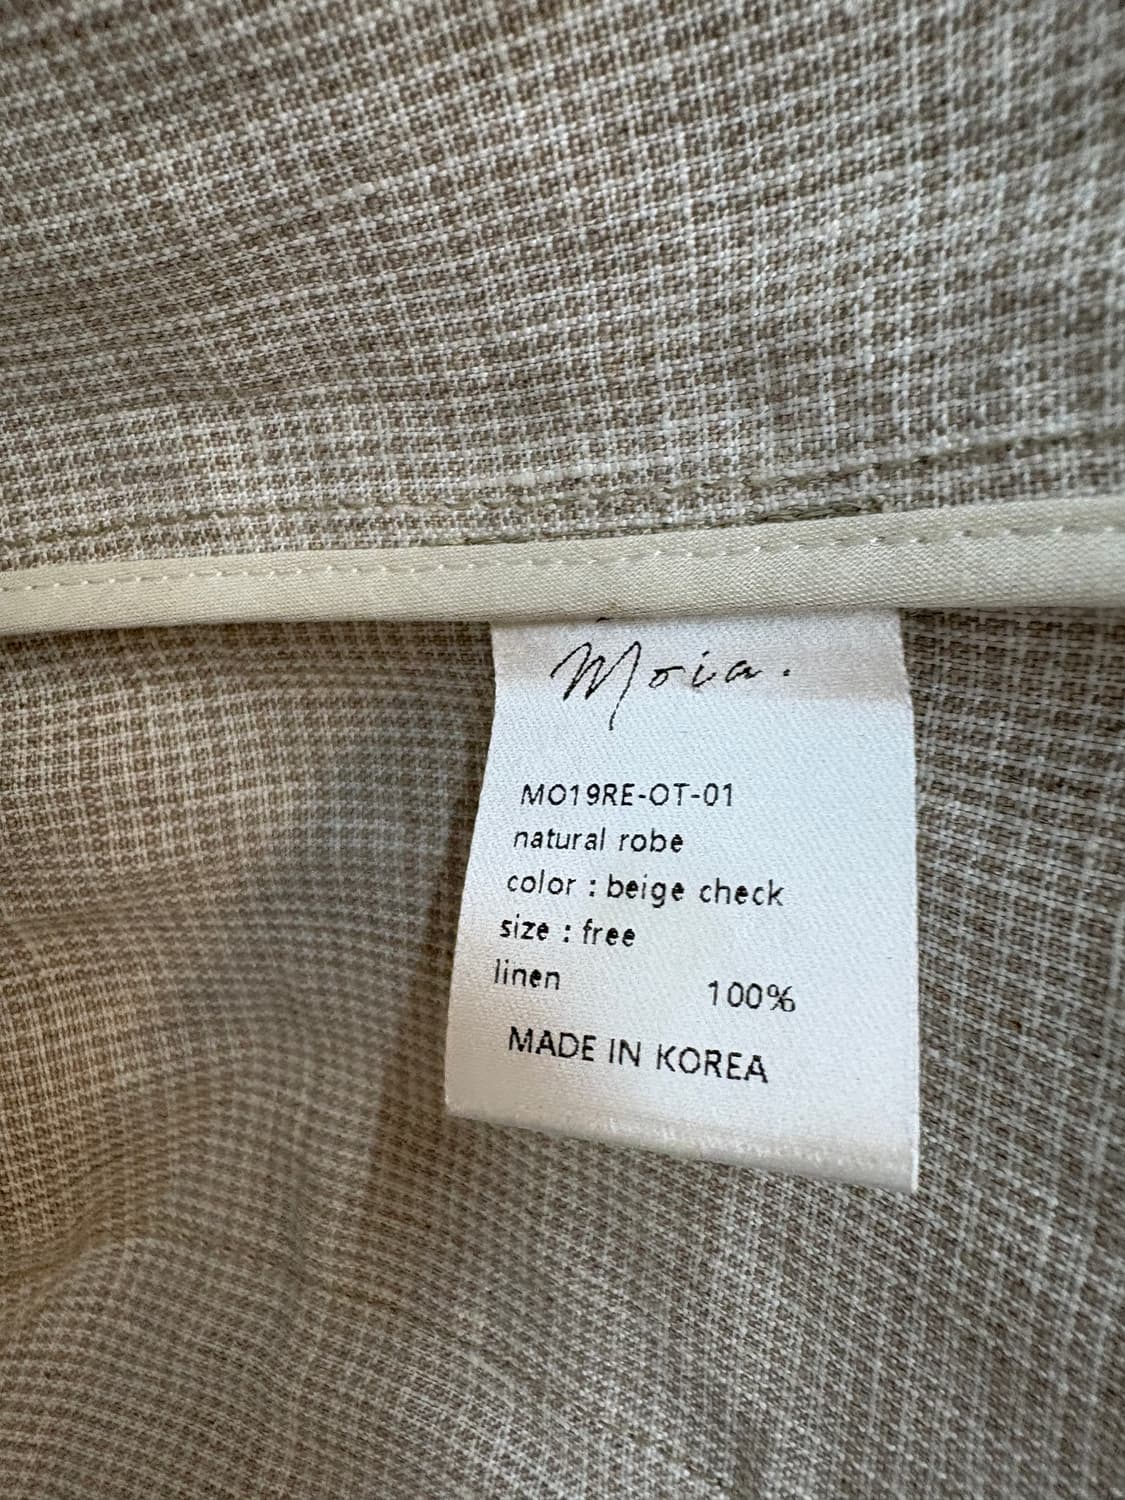 Moia.
MO19RE-OT-01
natural robe
color : beige check
size : free
linen 100%
MADE IN KOREA